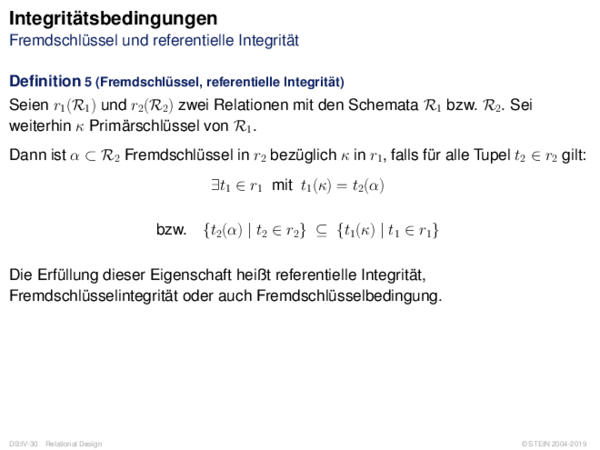 Integritätsbedingungen
Fremdschlüssel und referentielle Integrität
Definition 5 (Fremdschlüssel, referentielle Integrität)
Seien r₁(ℛ₁) und r₂(ℛ₂) zwei Relationen mit den Schemata ℛ₁ bzw. ℛ₂. Sei
weiterhin κ Primärschlüssel von ℛ₁.
Dann ist α ⊂ ℛ₂ Fremdschlüssel in r₂ bezüglich κ in r₁, falls für alle Tupel t₂ ∈ r₂ gilt:
∃t₁ ∈ r₁ mit t₁(κ) = t₂(α)
bzw. {t₂(α) | t₂ ∈ r₂} ⊆ {t₁(κ) | t₁ ∈ r₁}
Die Erfüllung dieser Eigenschaft heißt referentielle Integrität,
Fremdschlüsselintegrität oder auch Fremdschlüsselbedingung.
DB:IV-30 Relational Design
© STEIN 2004-2019